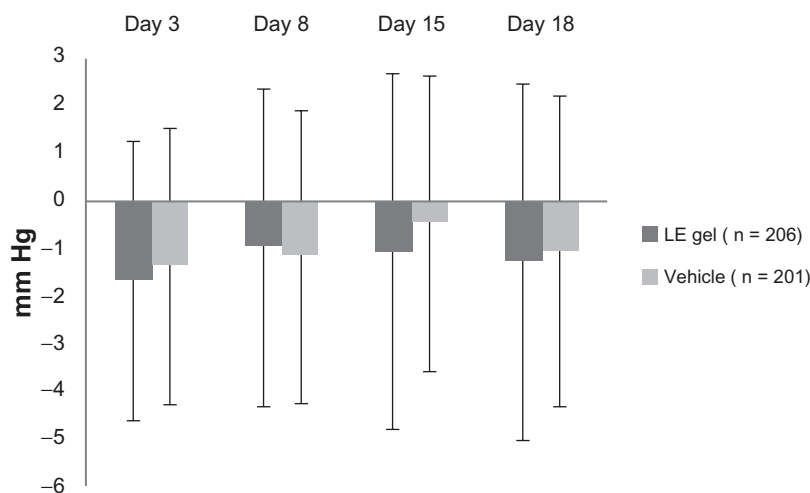 Day 3 Day 8 Day 15 Day 18
3
2
1
0
−1
−2
−3
−4
−5
−6
mm Hg
LE gel ( n = 206)
Vehicle ( n = 201)